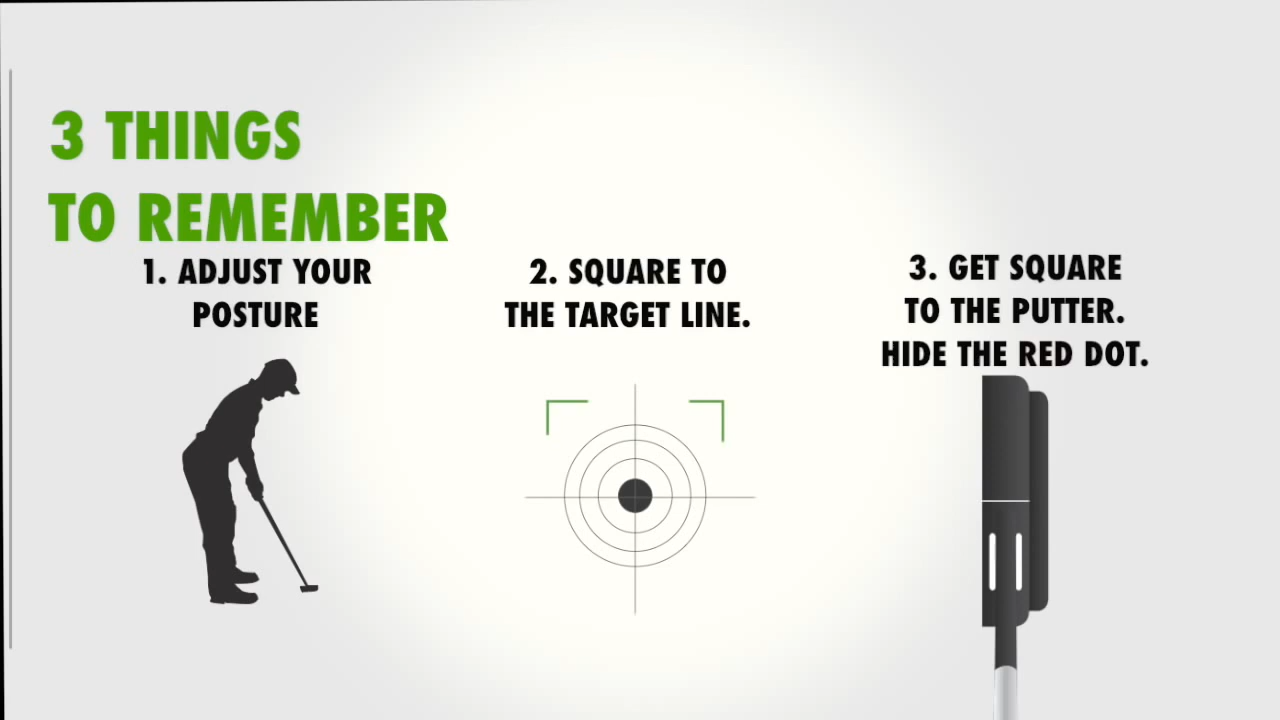 3 THINGS
TO REMEMBER
1. ADJUST YOUR
POSTURE
2. SQUARE TO
THE TARGET LINE.
3. GET SQUARE
TO THE PUTTER.
HIDE THE RED DOT.